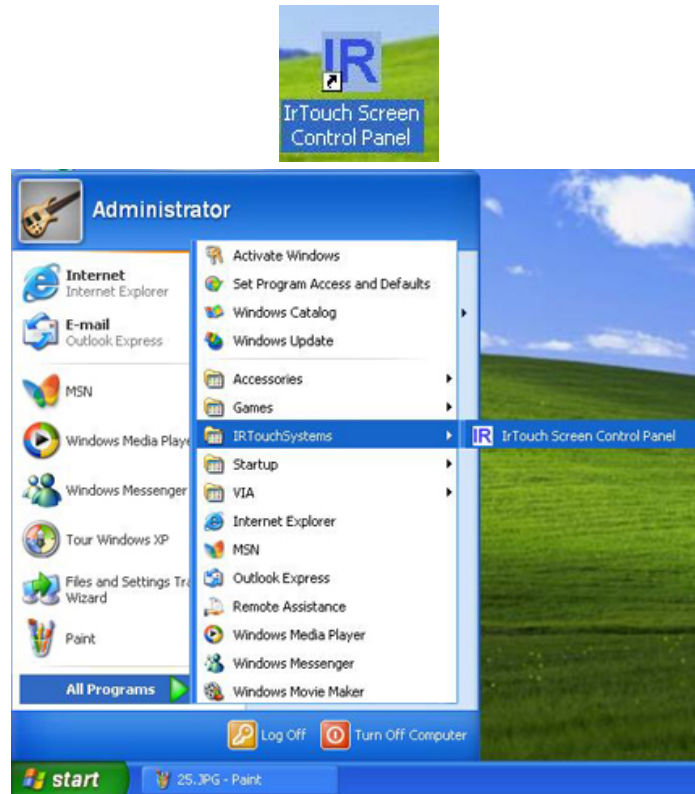 IR
IrTouch Screen
Control Panel
Administrator
Internet
Internet Explorer
E-mail
Outlook Express
MSN
Windows Media Playe
Windows Messenger
Tour Windows XP
Files and Settings Tra
Wizard
Paint
All Programs
Activate Windows
Set Program Access and Defaults
Windows Catalog
Windows Update
Accessories
Games
IRTouchSystems
IR IrTouch Screen Control Panel
Startup
VIA
Internet Explorer
MSN
Outlook Express
Remote Assistance
Windows Media Player
Windows Messenger
Windows Movie Maker
Log Off
Turn Off Computer
start
25.JPG - Paint